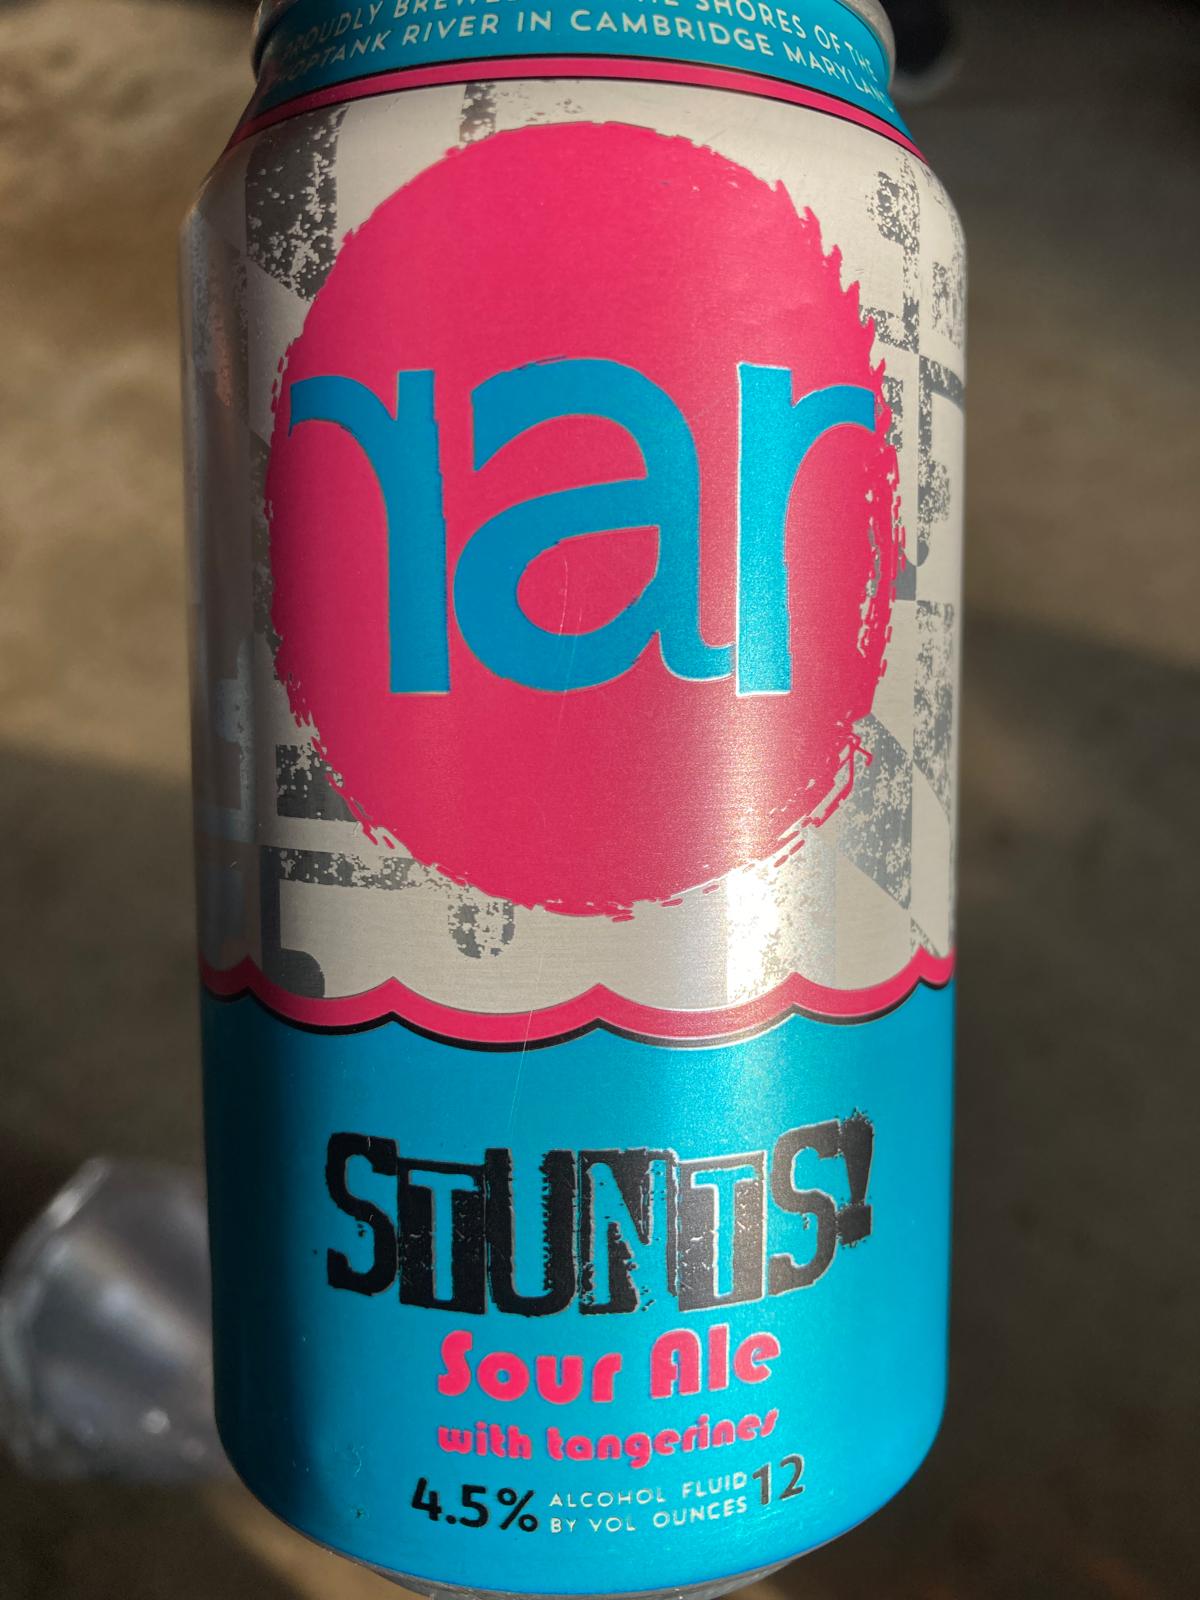 PROUDLY BREWED THE SHORES OF THE
CHOPTANK RIVER IN CAMBRIDGE MARYLAND
rar
STUNTS!
Sour Ale
with tangerines
4.5% ALCOHOL BY VOL FLUID OUNCES 12